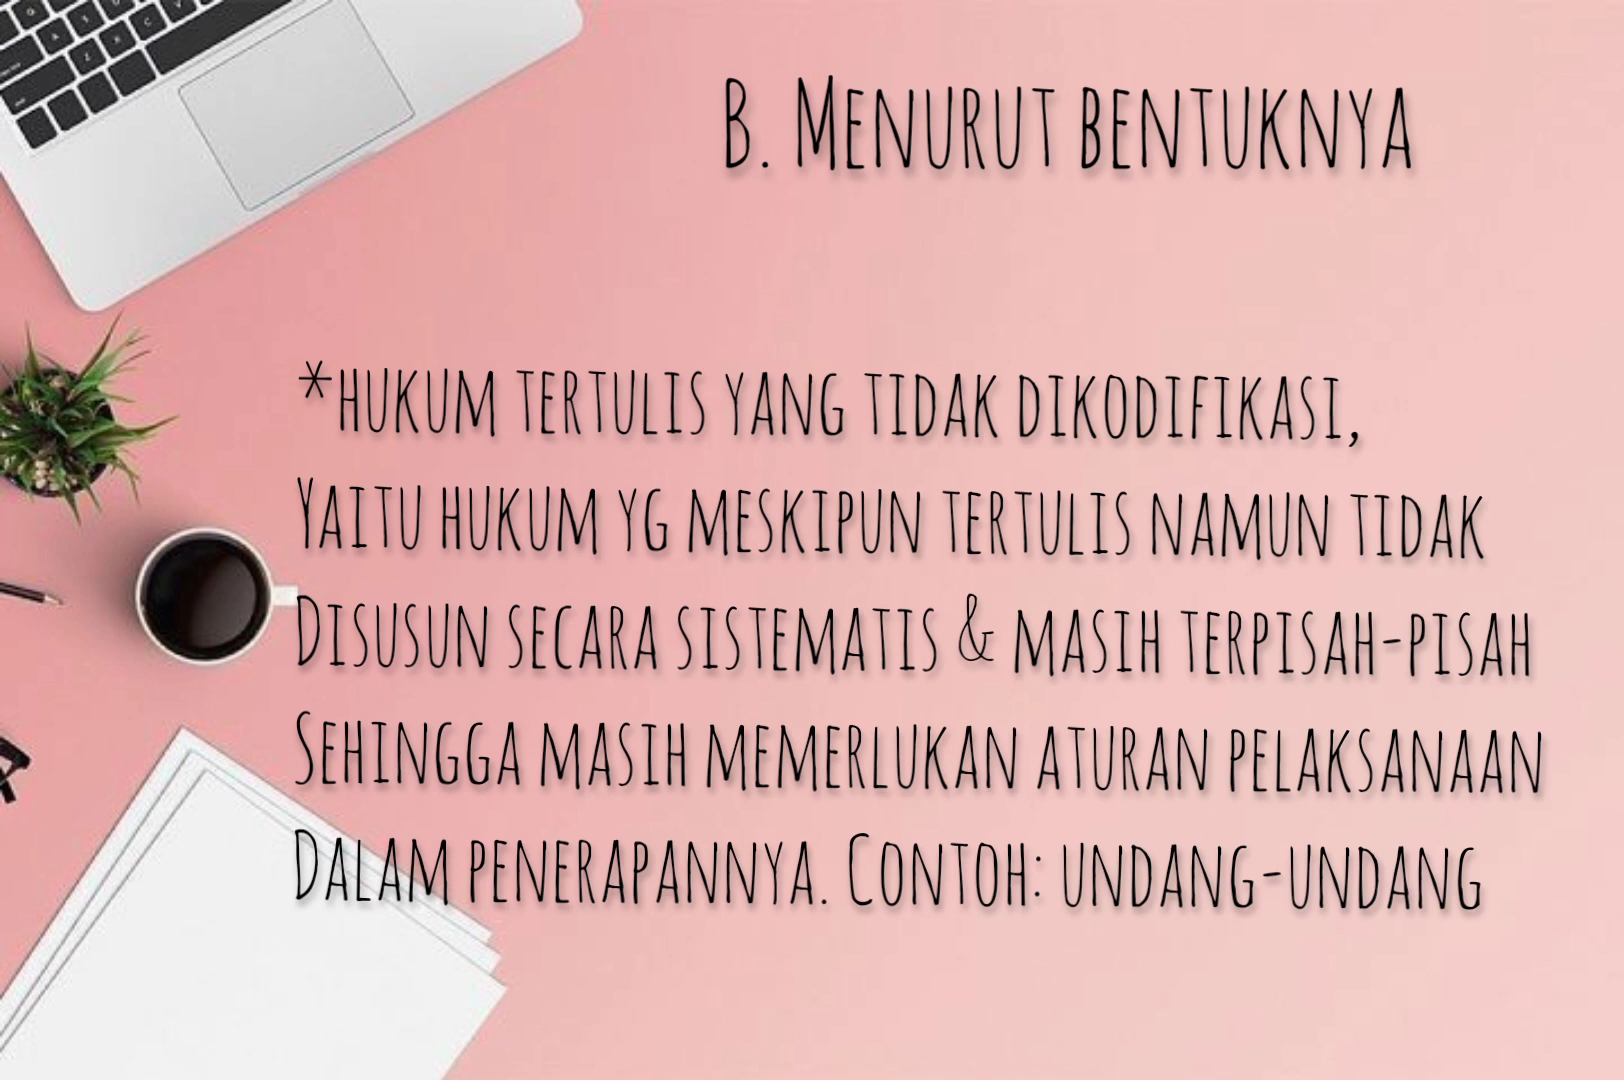 B. Menurut bentuknya
*hukum tertulis yang tidak dikodifikasi,
Yaitu hukum yg meskipun tertulis namun tidak
Disusun secara sistematis & masih terpisah-pisah
Sehingga masih memerlukan aturan pelaksanaan
Dalam penerapannya. Contoh: undang-undang